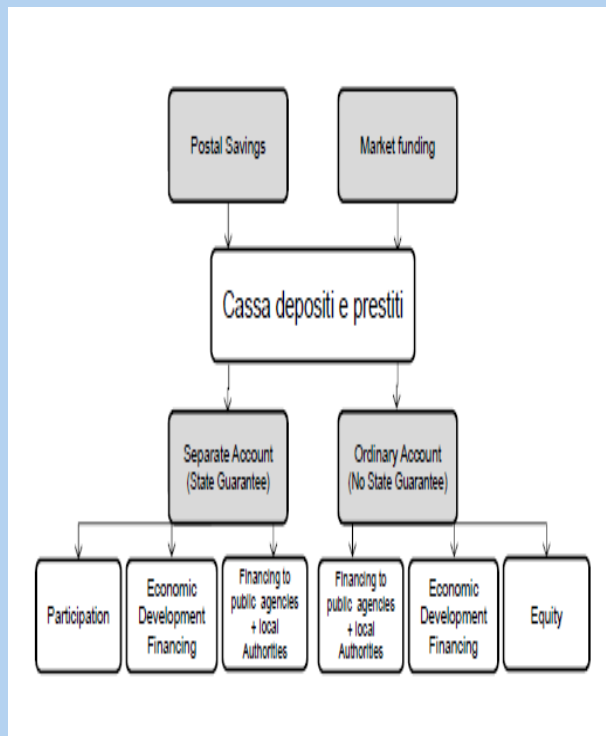 Postal Savings
Market funding
Cassa depositi e prestiti
Separate Account
(State Guarantee)
Ordinary Account
(No State Guarantee)
Participation
Economic
Development
Financing
Financing to
public agencies
+ local
Authorities
Financing to
public agencies
+ local
Authorities
Economic
Development
Financing
Equity